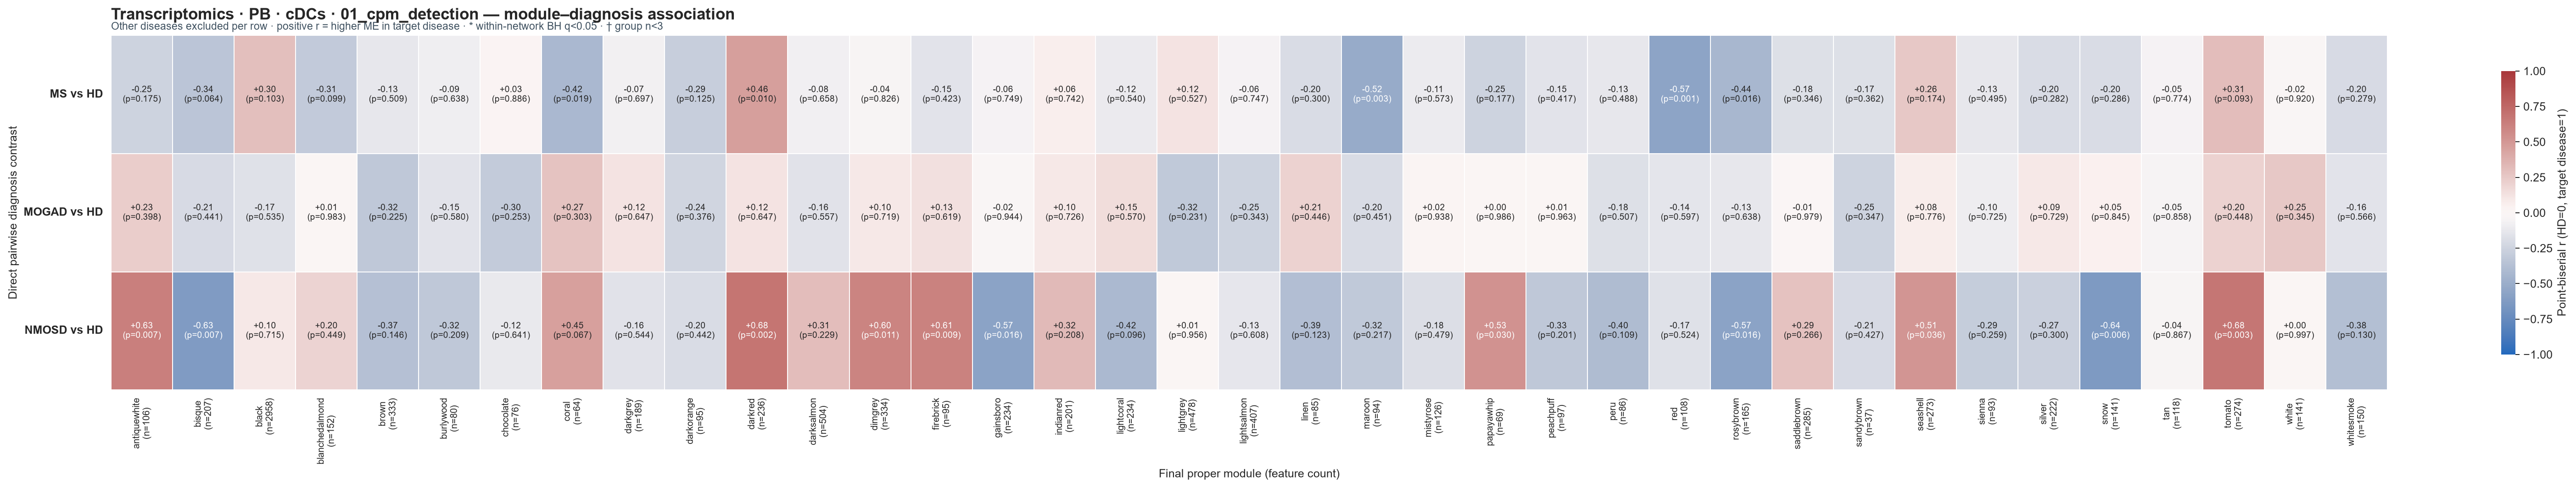 Transcriptomics · PB · cDCs · 01_cpm_detection — module–diagnosis association
Other diseases excluded per row · positive r = higher ME in target disease · * within-network BH q<0.05 · † group n<3
Direct pairwise diagnosis contrast
MS vs HD
-0.25 -0.34 +0.30 -0.31 -0.13 -0.09 +0.03 -0.42 -0.07 -0.29 +0.46 -0.08 -0.04 -0.15 -0.06 +0.06 -0.12 +0.12 -0.06 -0.20 -0.52 -0.11 -0.25 -0.15 -0.13 -0.57 -0.44 -0.18 -0.17 +0.26 -0.13 -0.20 -0.20 -0.05 +0.31 -0.02 -0.20
(p=0.175) (p=0.064) (p=0.103) (p=0.099) (p=0.509) (p=0.638) (p=0.886) (p=0.019) (p=0.697) (p=0.125) (p=0.010) (p=0.658) (p=0.826) (p=0.423) (p=0.749) (p=0.742) (p=0.540) (p=0.527) (p=0.747) (p=0.300) (p=0.003) (p=0.573) (p=0.177) (p=0.417) (p=0.488) (p=0.001) (p=0.016) (p=0.346) (p=0.362) (p=0.174) (p=0.495) (p=0.282) (p=0.286) (p=0.774) (p=0.093) (p=0.920) (p=0.279)
MOGAD vs HD
+0.23 -0.21 -0.17 +0.01 -0.32 -0.15 -0.30 +0.27 +0.12 -0.24 +0.12 -0.16 +0.10 +0.13 -0.02 +0.10 +0.15 -0.32 -0.25 +0.21 -0.20 +0.02 +0.00 +0.01 -0.18 -0.14 -0.13 -0.01 -0.25 +0.08 -0.10 +0.09 +0.05 -0.05 +0.20 +0.25 -0.16
(p=0.398) (p=0.441) (p=0.535) (p=0.983) (p=0.225) (p=0.580) (p=0.253) (p=0.303) (p=0.647) (p=0.376) (p=0.647) (p=0.557) (p=0.719) (p=0.619) (p=0.944) (p=0.726) (p=0.570) (p=0.231) (p=0.343) (p=0.446) (p=0.451) (p=0.938) (p=0.986) (p=0.963) (p=0.507) (p=0.597) (p=0.638) (p=0.979) (p=0.347) (p=0.776) (p=0.725) (p=0.729) (p=0.845) (p=0.858) (p=0.448) (p=0.345) (p=0.566)
NMOSD vs HD
+0.63 -0.63 +0.10 +0.20 -0.37 -0.32 -0.12 +0.45 -0.16 -0.20 +0.68 +0.31 +0.60 +0.61 -0.57 +0.32 -0.42 +0.01 -0.13 -0.39 -0.32 -0.18 +0.53 -0.33 -0.40 -0.17 -0.57 +0.29 -0.21 +0.51 -0.29 -0.27 -0.64 -0.04 +0.68 +0.00 -0.38
(p=0.007) (p=0.007) (p=0.715) (p=0.449) (p=0.146) (p=0.209) (p=0.641) (p=0.067) (p=0.544) (p=0.442) (p=0.002) (p=0.229) (p=0.011) (p=0.009) (p=0.016) (p=0.208) (p=0.096) (p=0.956) (p=0.608) (p=0.123) (p=0.217) (p=0.479) (p=0.030) (p=0.201) (p=0.109) (p=0.524) (p=0.016) (p=0.266) (p=0.427) (p=0.036) (p=0.259) (p=0.300) (p=0.006) (p=0.867) (p=0.003) (p=0.997) (p=0.130)
antiquewhite
(n=106)
bisque
(n=207)
black
(n=2958)
blanchedalmond
(n=152)
brown
(n=333)
burlywood
(n=80)
chocolate
(n=76)
coral
(n=64)
darkgrey
(n=189)
darkorange
(n=95)
darkred
(n=236)
darksalmon
(n=504)
dimgrey
(n=334)
firebrick
(n=95)
gainsboro
(n=234)
indianred
(n=201)
lightcoral
(n=234)
lightgrey
(n=478)
lightsalmon
(n=407)
linen
(n=85)
maroon
(n=94)
mistyrose
(n=126)
papayawhip
(n=69)
peachpuff
(n=97)
peru
(n=86)
red
(n=108)
rosybrown
(n=165)
saddlebrown
(n=285)
sandybrown
(n=37)
seashell
(n=273)
sienna
(n=93)
silver
(n=222)
snow
(n=141)
tan
(n=118)
tomato
(n=274)
white
(n=141)
whitesmoke
(n=150)
Final proper module (feature count)
1.00
0.75
0.50
0.25
0.00
−0.25
−0.50
−0.75
−1.00
Point-biserial r (HD=0, target disease=1)